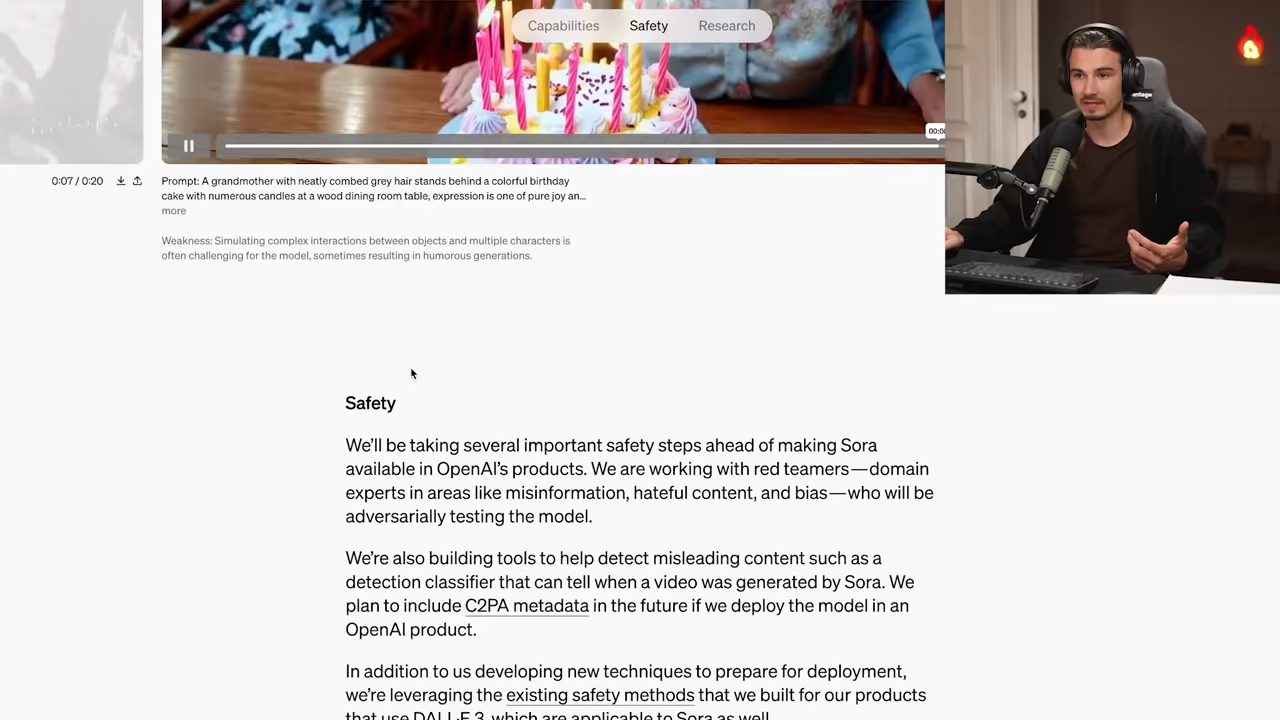 Capabilities Safety Research
00:0
0:07 / 0:20
Prompt: A grandmother with neatly combed grey hair stands behind a colorful birthday
cake with numerous candles at a wood dining room table, expression is one of pure joy an...
more
Weakness: Simulating complex interactions between objects and multiple characters is
often challenging for the model, sometimes resulting in humorous generations.
Safety
We'll be taking several important safety steps ahead of making Sora
available in OpenAI's products. We are working with red teamers—domain
experts in areas like misinformation, hateful content, and bias—who will be
adversarially testing the model.
We're also building tools to help detect misleading content such as a
detection classifier that can tell when a video was generated by Sora. We
plan to include C2PA metadata in the future if we deploy the model in an
OpenAI product.
In addition to us developing new techniques to prepare for deployment,
we're leveraging the existing safety methods that we built for our products
that use DALL·E 3, which are applicable to Sora as well.